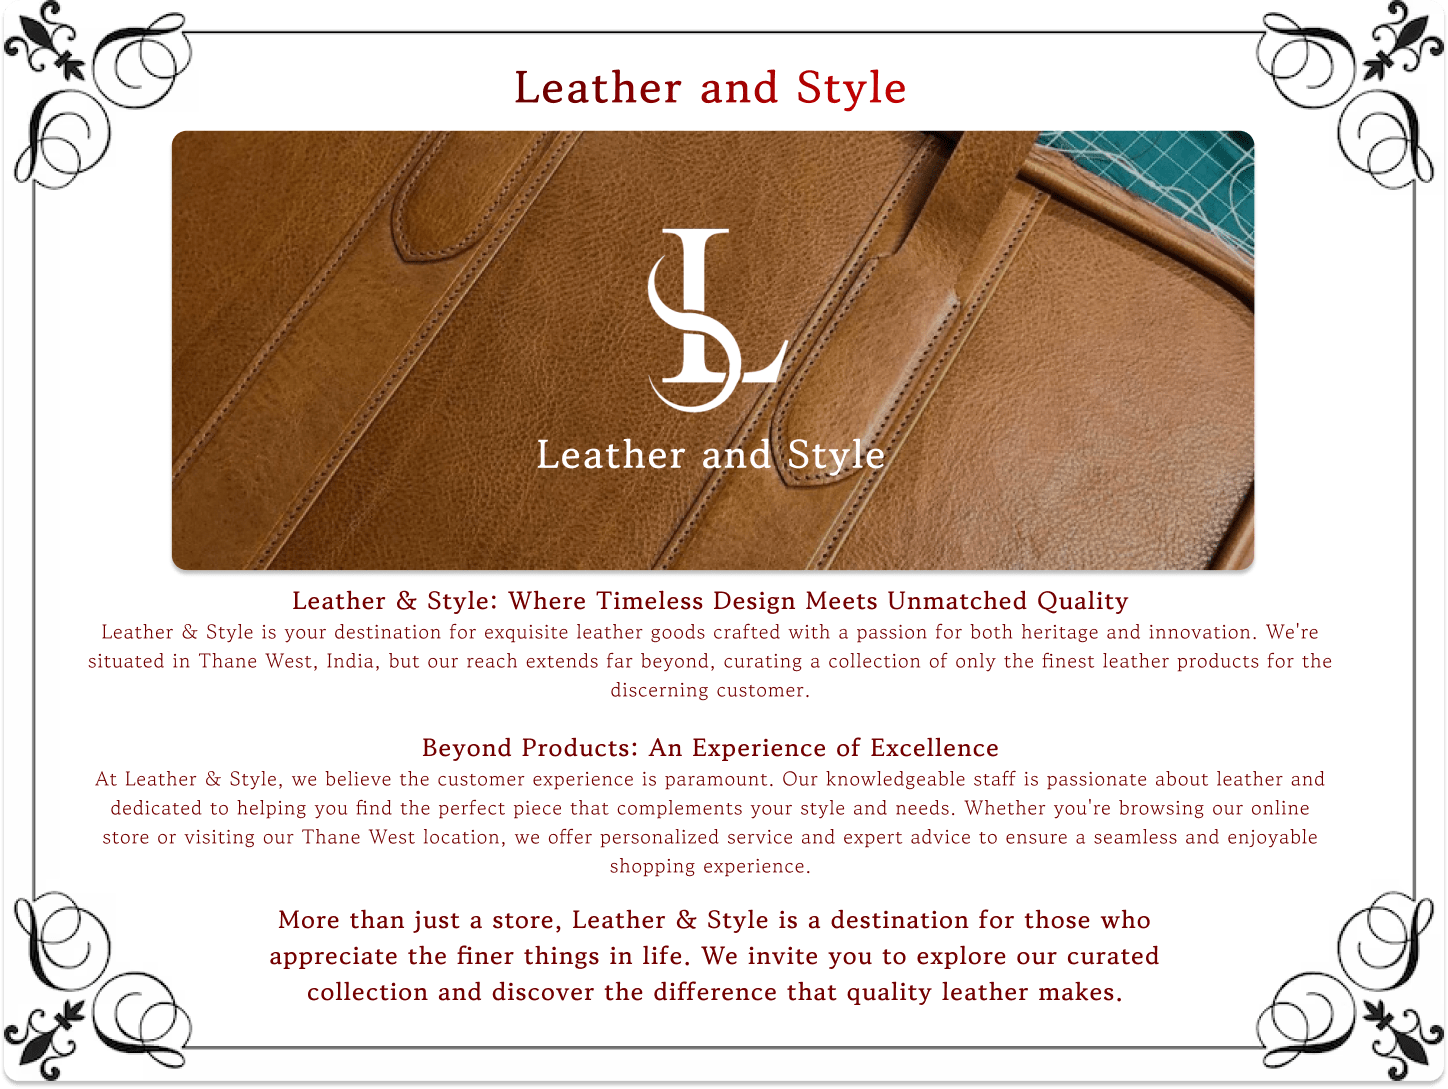 Leather and Style
SL
Leather and Style
Leather & Style: Where Timeless Design Meets Unmatched Quality
Leather & Style is your destination for exquisite leather goods crafted with a passion for both heritage and innovation. We're
situated in Thane West, India, but our reach extends far beyond, curating a collection of only the finest leather products for the
discerning customer.
Beyond Products: An Experience of Excellence
At Leather & Style, we believe the customer experience is paramount. Our knowledgeable staff is passionate about leather and
dedicated to helping you find the perfect piece that complements your style and needs. Whether you're browsing our online
store or visiting our Thane West location, we offer personalized service and expert advice to ensure a seamless and enjoyable
shopping experience.
More than just a store, Leather & Style is a destination for those who
appreciate the finer things in life. We invite you to explore our curated
collection and discover the difference that quality leather makes.